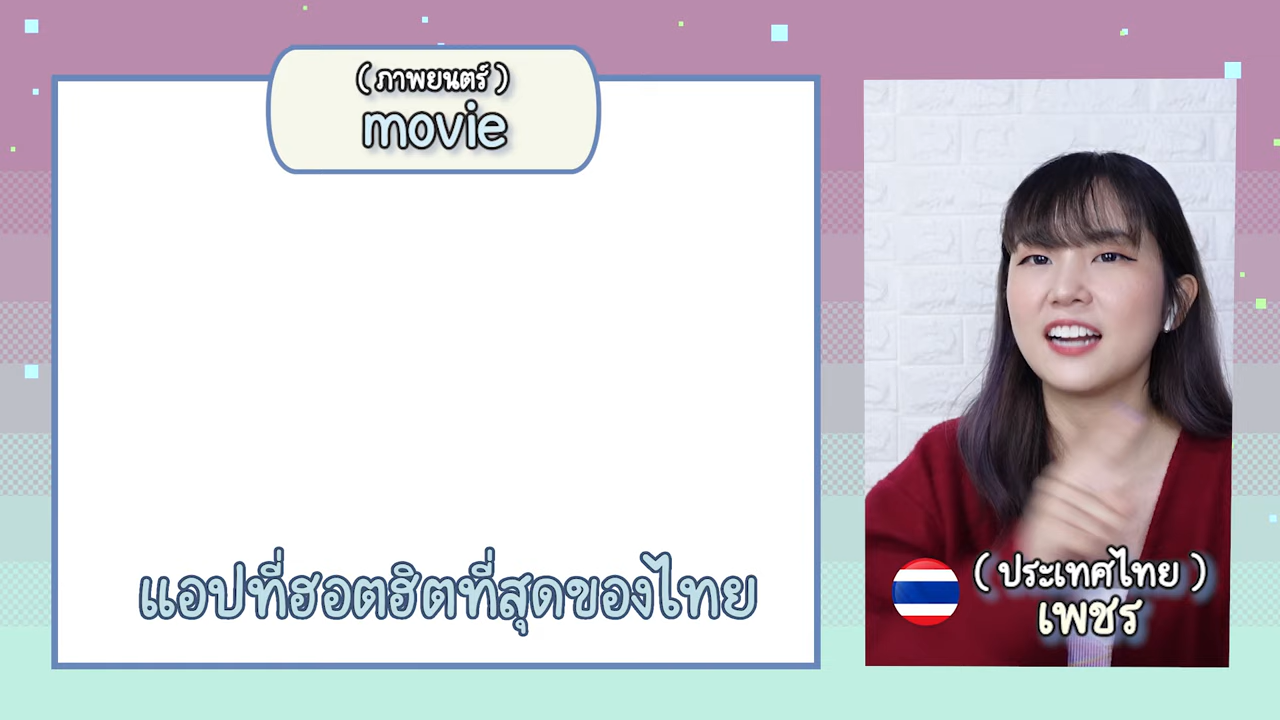 ( ภาพยนตร์ )
movie
แอปที่ฮอตฮิตที่สุดของไทย
( ประเทศไทย )
เพชร